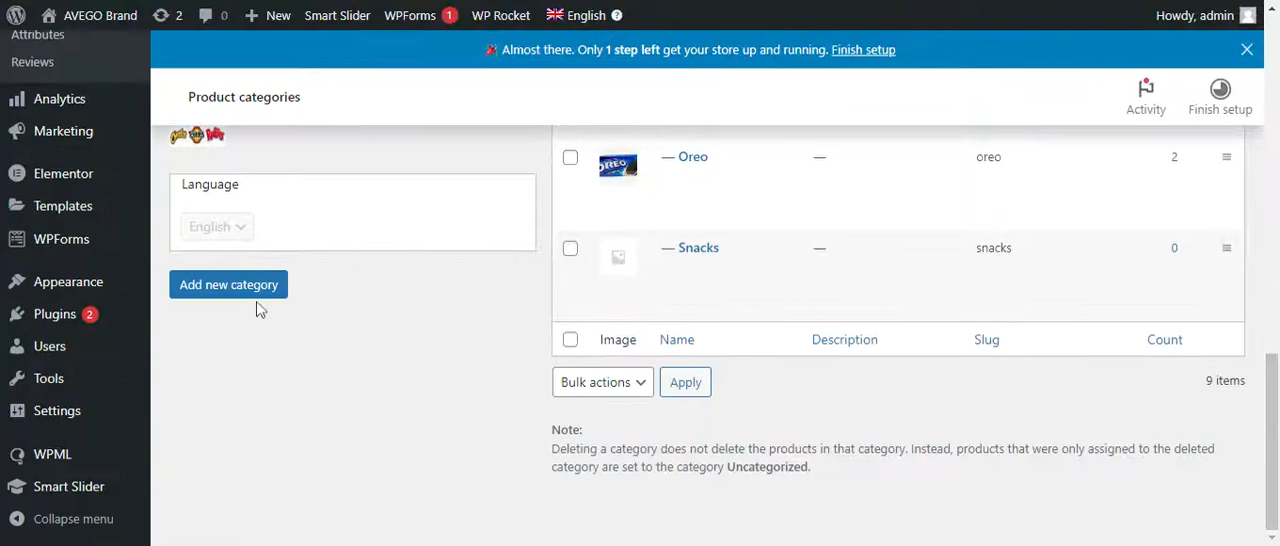 AVEGO Brand 2 0 New Smart Slider WPForms 1 WP Rocket English Howdy, admin
Attributes
Reviews
Analytics
Marketing
Elementor
Templates
WPForms
Appearance
Plugins 2
Users
Tools
Settings
WPML
Smart Slider
Collapse menu
Almost there. Only 1 step left get your store up and running. Finish setup
Product categories
Activity
Finish setup
Language
English
Add new category
— Oreo — oreo 2
OREO
— Snacks — snacks 0
Image Name Description Slug Count
Bulk actions Apply 9 items
Note:
Deleting a category does not delete the products in that category. Instead, products that were only assigned to the deleted
category are set to the category Uncategorized.